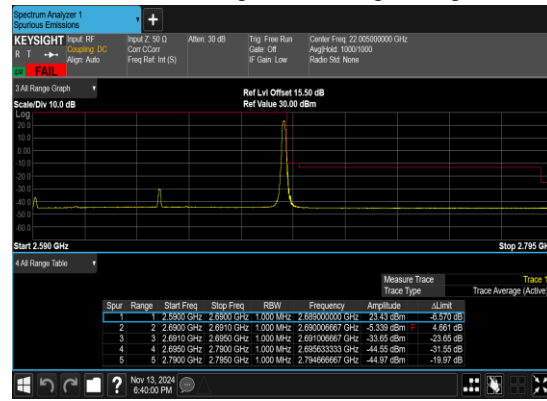 Spectrum Analyzer 1
Spurious Emissions
+
KEYSIGHT Input: RF Input Z: 50 Ω Atten: 30 dB Trig: Free Run Center Freq: 22.005000000 GHz
R T Coupling: DC Corr CCorr Gate: Off Avg|Hold: 1000/1000
Align: Auto Freq Ref: Int (S) IF Gain: Low Radio Std: None
FAIL
3 All Range Graph Ref Lvl Offset 15.50 dB
Scale/Div 10.0 dB Ref Value 30.00 dBm
Log
20.0
10.0
0.00
-10.0
-20.0
-30.0
-40.0
-50.0
-60.0
Start 2.590 GHz Stop 2.795 GH
4 All Range Table
Measure Trace Trace 1
Trace Type Trace Average (Active)
Spur Range Start Freq Stop Freq RBW Frequency Amplitude ΔLimit
1 1 2.5900 GHz 2.6900 GHz 1.000 MHz 2.689000000 GHz 23.43 dBm -6.570 dB
2 2 2.6900 GHz 2.6910 GHz 1.000 MHz 2.690006667 GHz -5.339 dBm F 4.661 dB
3 3 2.6910 GHz 2.6950 GHz 1.000 MHz 2.691006667 GHz -33.65 dBm -23.65 dB
4 4 2.6950 GHz 2.7900 GHz 1.000 MHz 2.695633333 GHz -44.55 dBm -31.55 dB
5 5 2.7900 GHz 2.7950 GHz 1.000 MHz 2.794666667 GHz -44.97 dBm -19.97 dB
? Nov 13, 2024
6:40:00 PM